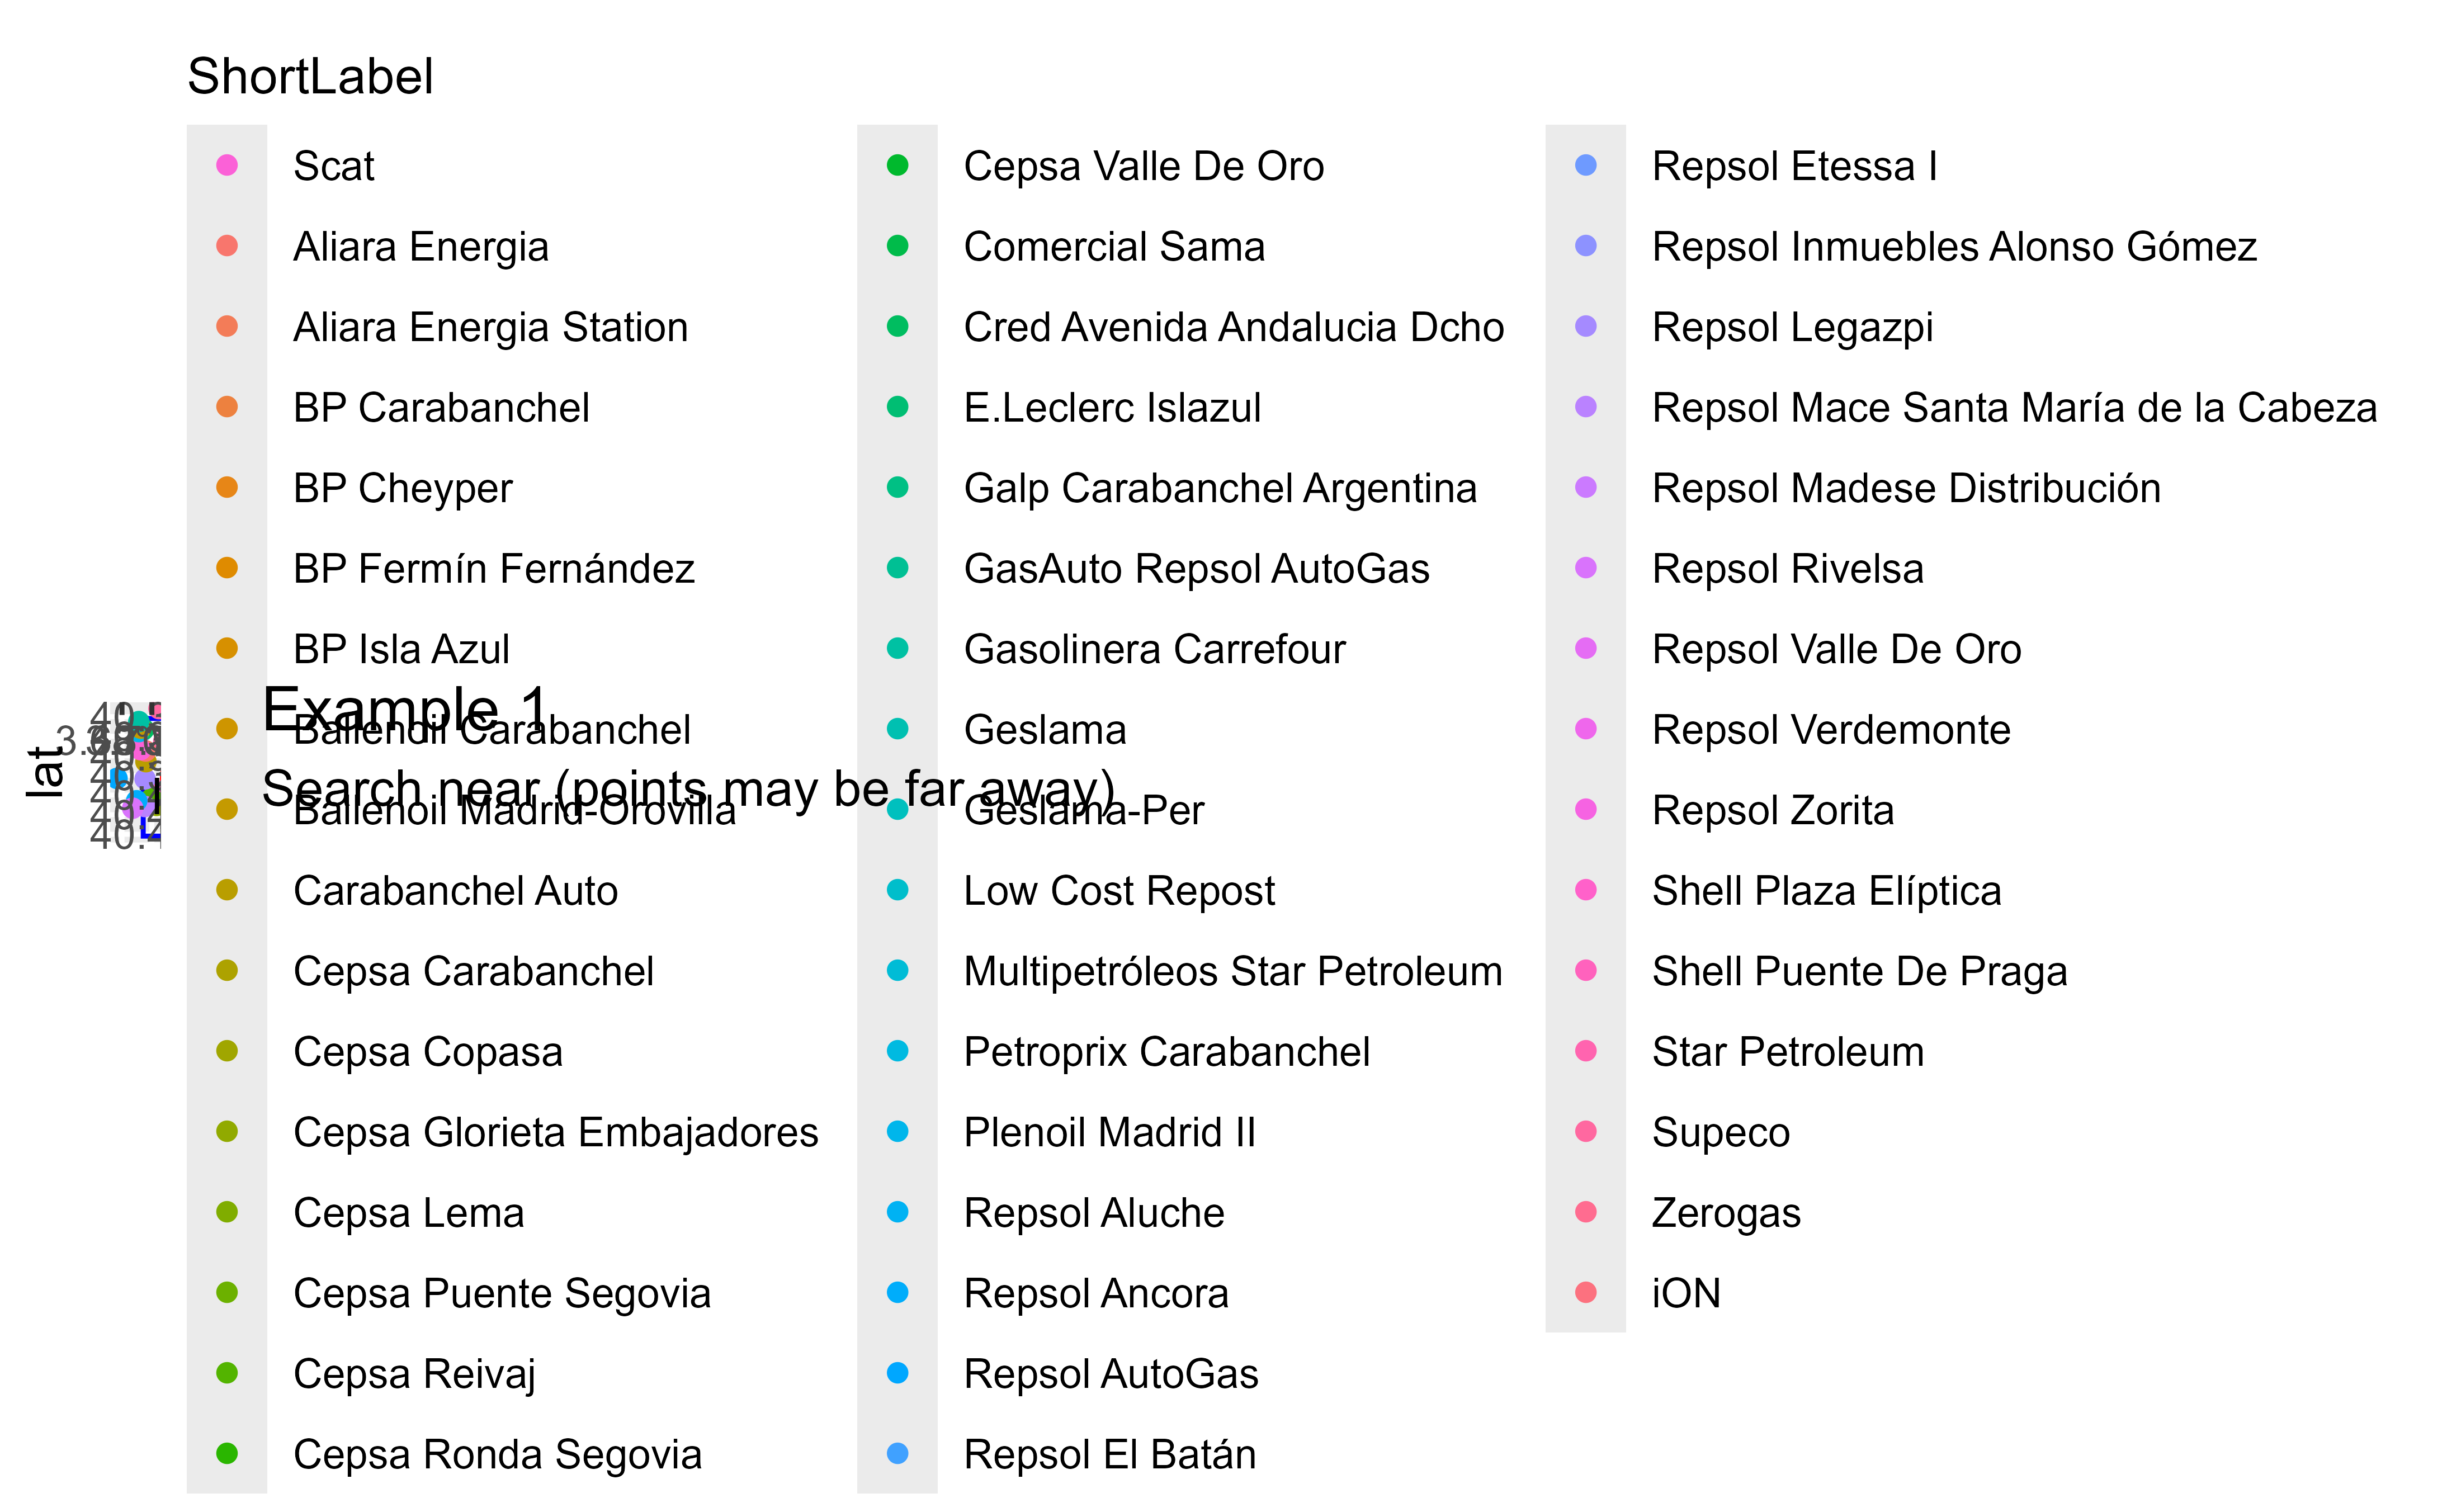 ShortLabel
Scat
Aliara Energia
Aliara Energia Station
BP Carabanchel
BP Cheyper
BP Fermín Fernández
BP Isla Azul
Ballenoil Carabanchel
Ballenoil Madrid-Orovilla
Carabanchel Auto
Cepsa Carabanchel
Cepsa Copasa
Cepsa Glorieta Embajadores
Cepsa Lema
Cepsa Puente Segovia
Cepsa Reivaj
Cepsa Ronda Segovia
Cepsa Valle De Oro
Comercial Sama
Cred Avenida Andalucia Dcho
E.Leclerc Islazul
Galp Carabanchel Argentina
GasAuto Repsol AutoGas
Gasolinera Carrefour
Geslama
Geslama-Per
Low Cost Repost
Multipetróleos Star Petroleum
Petroprix Carabanchel
Plenoil Madrid II
Repsol Aluche
Repsol Ancora
Repsol AutoGas
Repsol El Batán
Repsol Etessa I
Repsol Inmuebles Alonso Gómez
Repsol Legazpi
Repsol Mace Santa María de la Cabeza
Repsol Madese Distribución
Repsol Rivelsa
Repsol Valle De Oro
Repsol Verdemonte
Repsol Zorita
Shell Plaza Elíptica
Shell Puente De Praga
Star Petroleum
Supeco
Zerogas
iON
Example 1
Search near (points may be far away)
lat